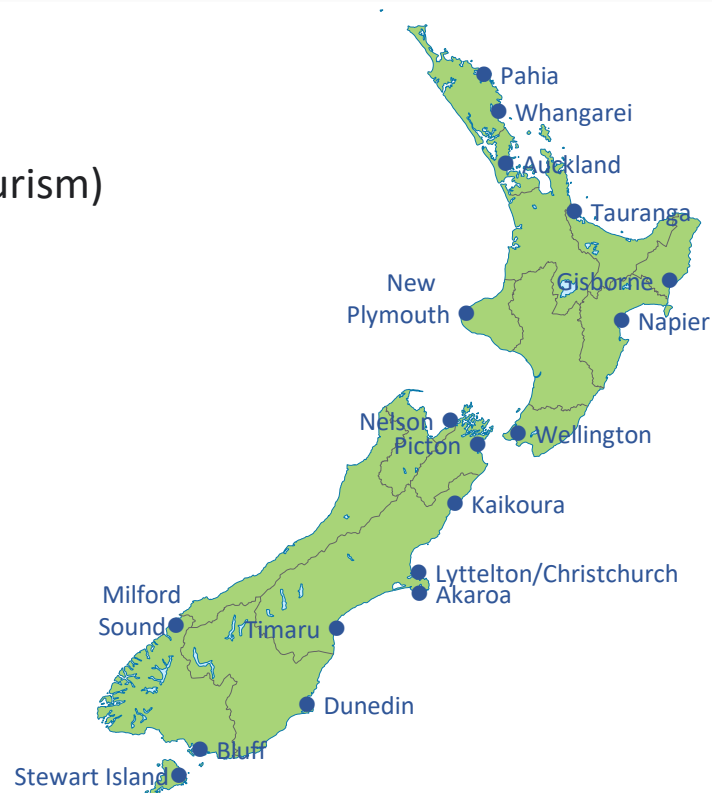 Pahia
Whangarei
Auckland
urism)
Tauranga
Gisborne
New
Plymouth
Napier
Nelson
Wellington
Picton
Kaikoura
Lyttelton/Christchurch
Akaroa
Milford
Sound
Timaru
Dunedin
Bluff
Stewart Island